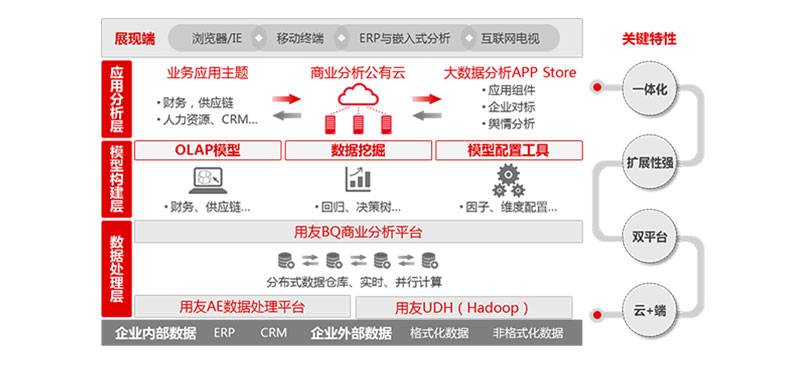 展现端 浏览器/IE 移动终端 ERP与嵌入式分析 互联网电视
关键特性
应用分析层
业务应用主题 商业分析公有云 大数据分析APP Store
• 财务，供应链
• 人力资源、CRM...
• 应用组件
• 企业对标
• 舆情分析
一体化
模型构建层
OLAP模型 数据挖掘 模型配置工具
• 财务、供应链... • 回归、决策树... • 因子、维度配置...
扩展性强
数据处理层
用友BQ商业分析平台
双平台
分布式数据仓库、实时、并行计算
用友AE数据处理平台 用友UDH（Hadoop）
云+端
企业内部数据 ERP CRM 企业外部数据 格式化数据 非格式化数据